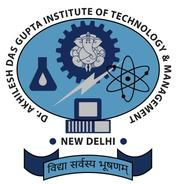 Dr. AKHILESH DAS GUPTA INSTITUTE OF TECHNOLOGY & MANAGEMENT
• NEW DELHI •
विद्या सर्वस्य भूषणम्